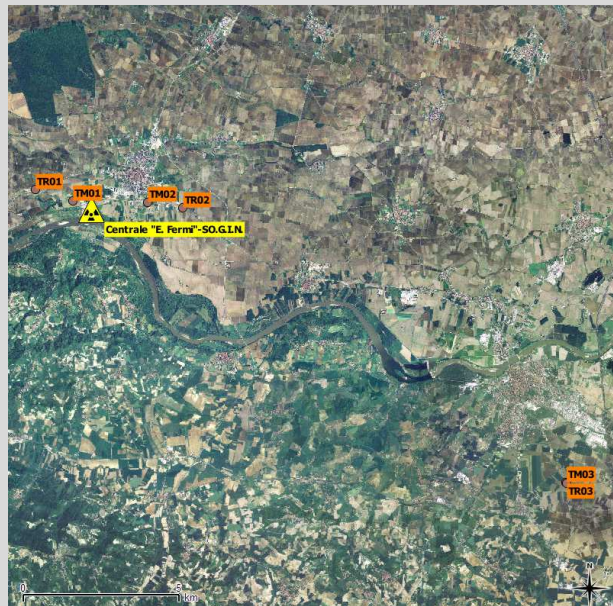 TR01
TM01
TM02
TR02
Centrale "E. Fermi"-SO.G.I.N.
TM03
TR03
N
0 5
km